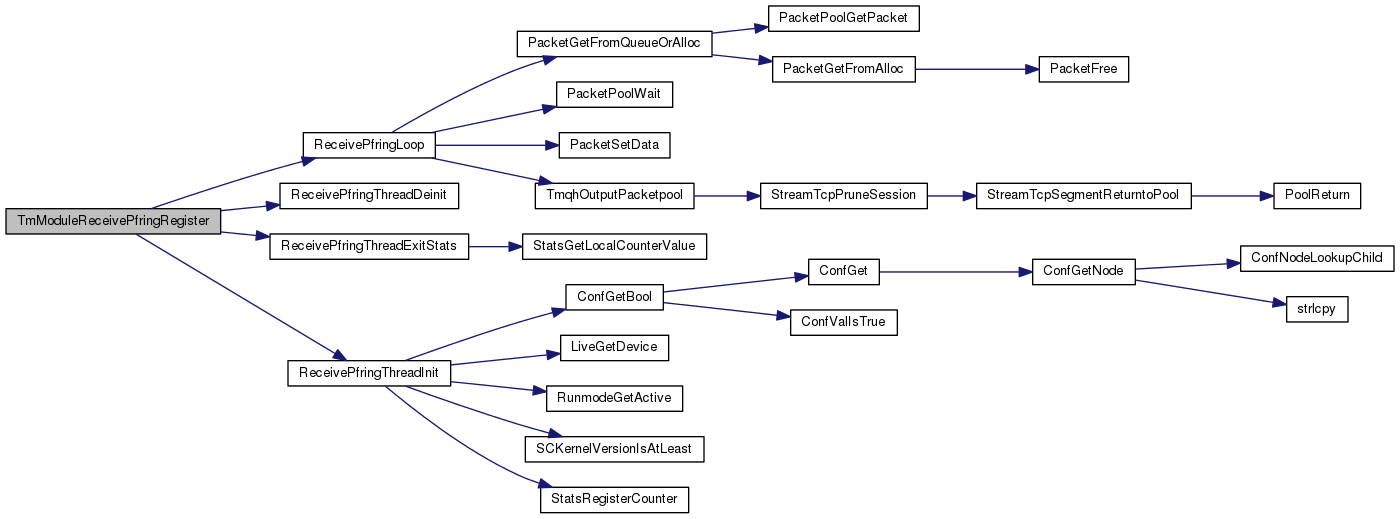 PacketPoolGetPacket
PacketGetFromQueueOrAlloc
PacketGetFromAlloc
PacketFree
PacketPoolWait
ReceivePfringLoop
PacketSetData
TmqhOutputPacketpool
StreamTcpPruneSession
StreamTcpSegmentReturntoPool
PoolReturn
ReceivePfringThreadDeinit
TmModuleReceivePfringRegister
ReceivePfringThreadExitStats
StatsGetLocalCounterValue
ConfNodeLookupChild
ConfGet
ConfGetNode
ConfGetBool
strlcpy
ConfValIsTrue
LiveGetDevice
ReceivePfringThreadInit
RunmodeGetActive
SCKernelVersionIsAtLeast
StatsRegisterCounter